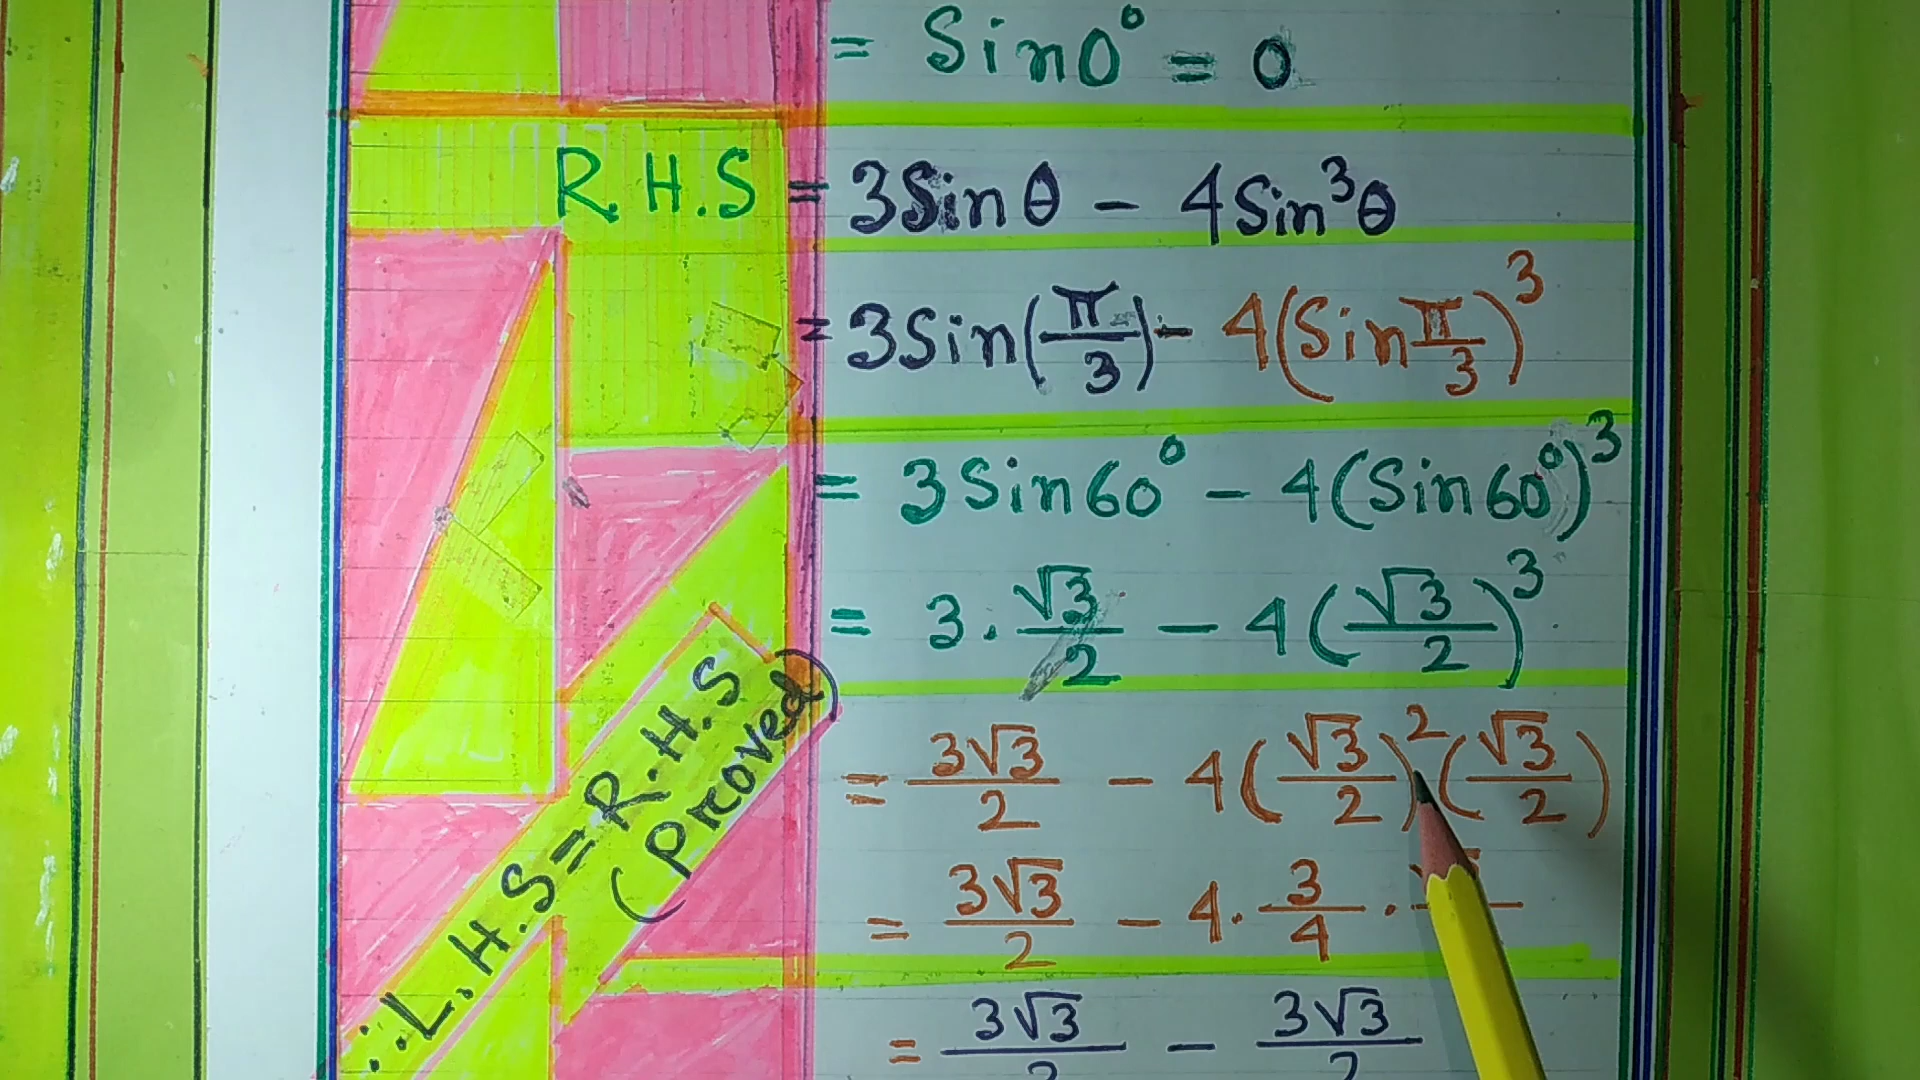 = Sin0° = 0
R.H.S = 3Sinθ - 4Sin³θ
= 3Sin(π/3) - 4(Sin π/3)³
= 3Sin60° - 4(Sin60°)³
= 3 · √3/2 - 4(√3/2)³
= 3√3/2 - 4(√3/2)²(√3/2)
= 3√3/2 - 4 · 3/4 ·
= 3√3/2 - 3√3/2
∴ L.H.S = R.H.S
(proved)